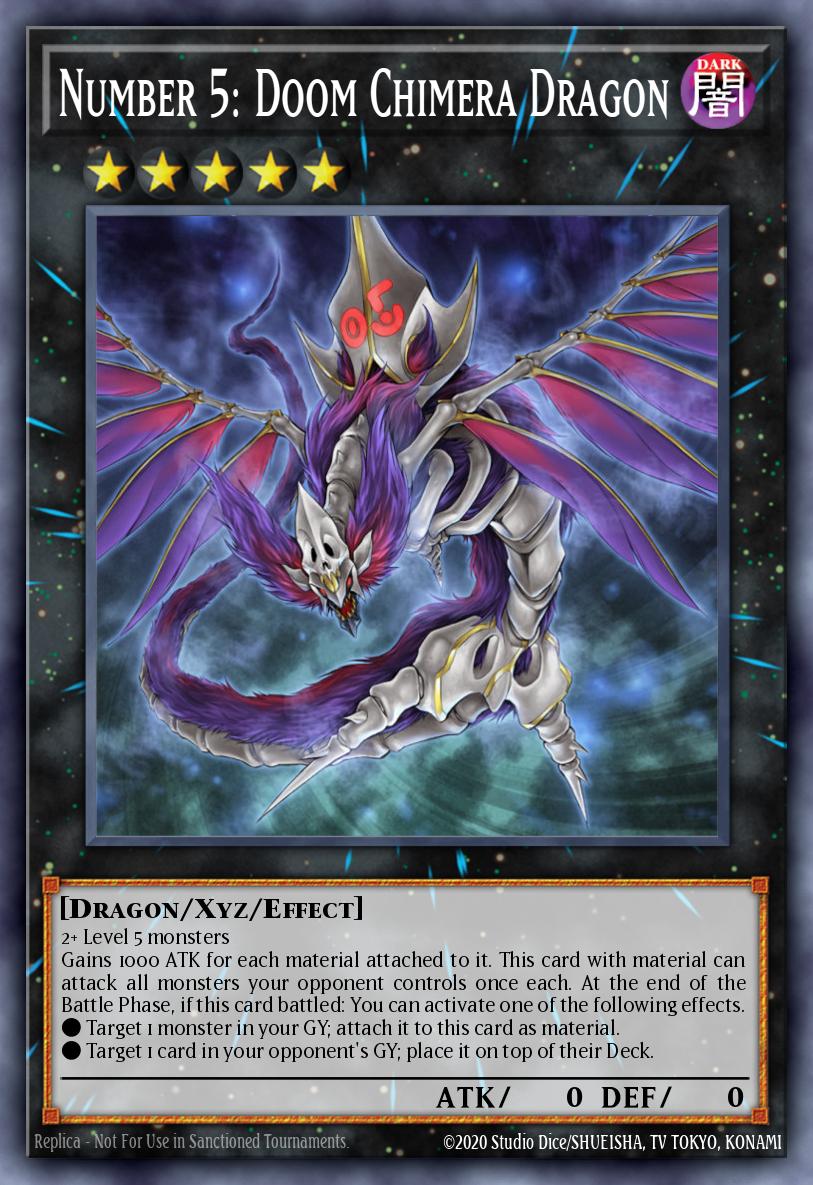 Number 5: Doom Chimera Dragon
DARK
闇
05
[Dragon/Xyz/Effect]
2+ Level 5 monsters
Gains 1000 ATK for each material attached to it. This card with material can
attack all monsters your opponent controls once each. At the end of the
Battle Phase, if this card battled: You can activate one of the following effects.
● Target 1 monster in your GY; attach it to this card as material.
● Target 1 card in your opponent's GY; place it on top of their Deck.
ATK/ 0 DEF/ 0
Replica - Not For Use in Sanctioned Tournaments.
©2020 Studio Dice/SHUEISHA, TV TOKYO, KONAMI